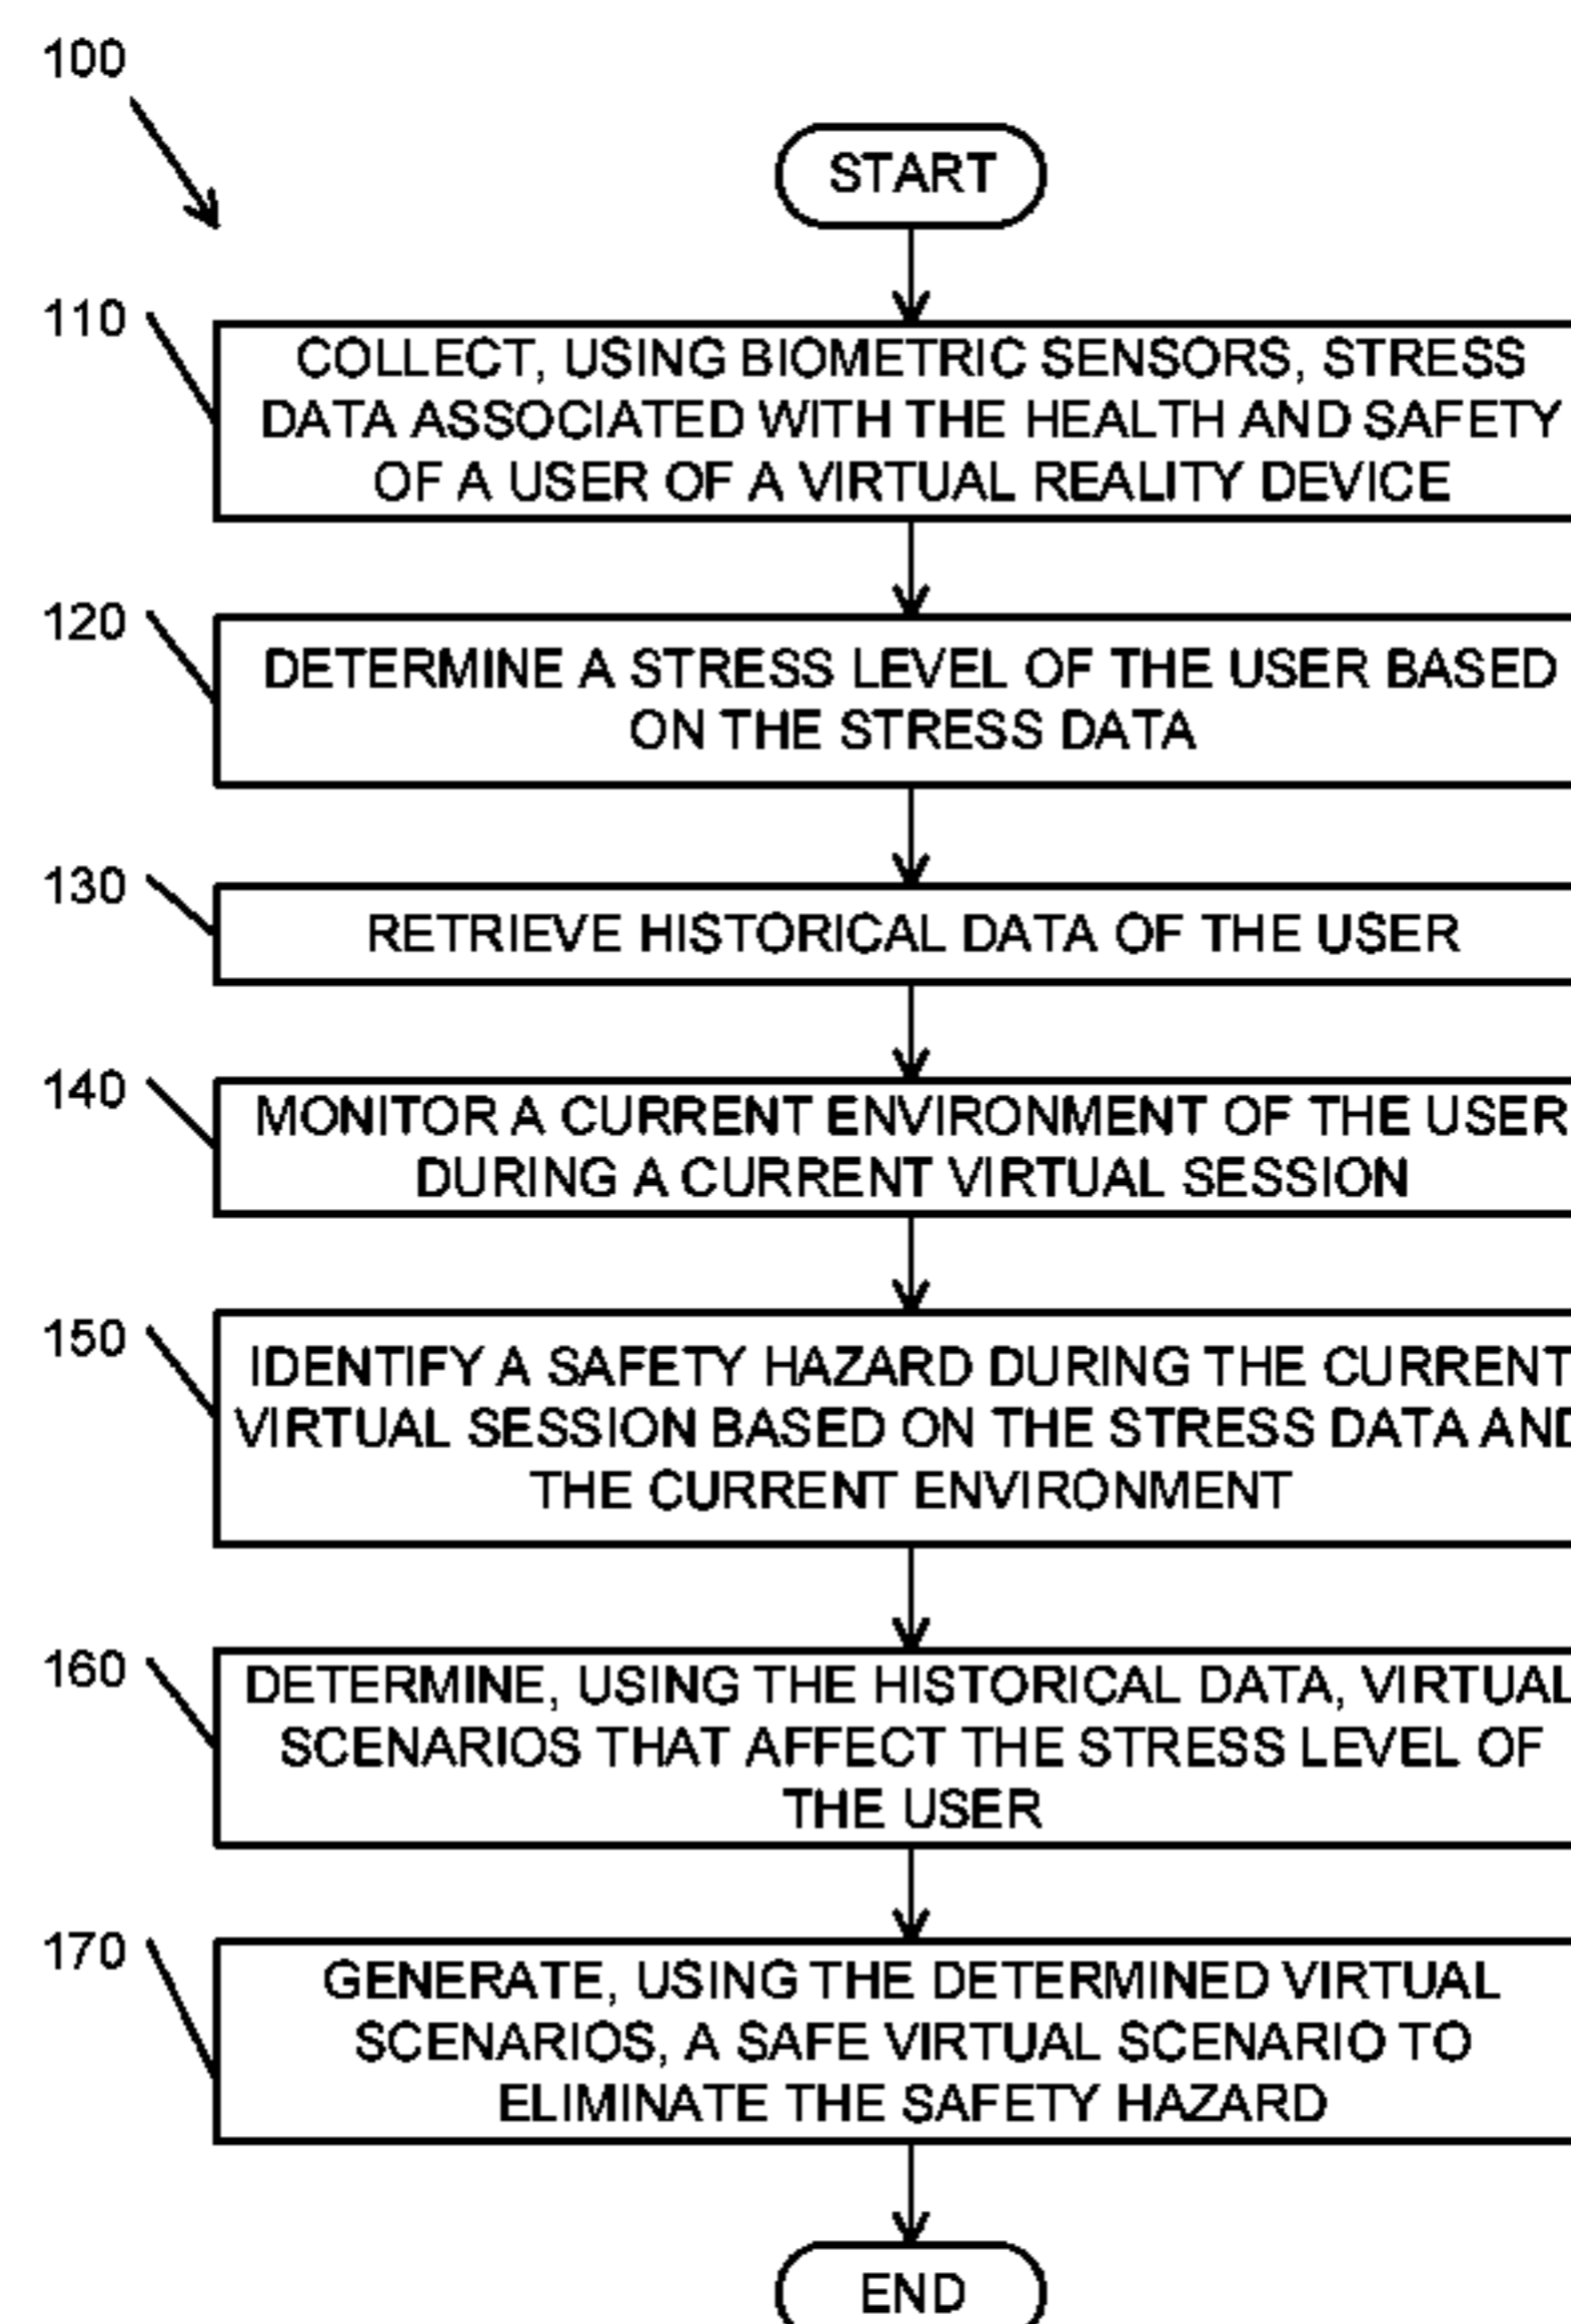 100
START
110
COLLECT, USING BIOMETRIC SENSORS, STRESS
DATA ASSOCIATED WITH THE HEALTH AND SAFETY
OF A USER OF A VIRTUAL REALITY DEVICE
120
DETERMINE A STRESS LEVEL OF THE USER BASED
ON THE STRESS DATA
130
RETRIEVE HISTORICAL DATA OF THE USER
140
MONITOR A CURRENT ENVIRONMENT OF THE USER
DURING A CURRENT VIRTUAL SESSION
150
IDENTIFY A SAFETY HAZARD DURING THE CURRENT
VIRTUAL SESSION BASED ON THE STRESS DATA AND
THE CURRENT ENVIRONMENT
160
DETERMINE, USING THE HISTORICAL DATA, VIRTUAL
SCENARIOS THAT AFFECT THE STRESS LEVEL OF
THE USER
170
GENERATE, USING THE DETERMINED VIRTUAL
SCENARIOS, A SAFE VIRTUAL SCENARIO TO
ELIMINATE THE SAFETY HAZARD
END